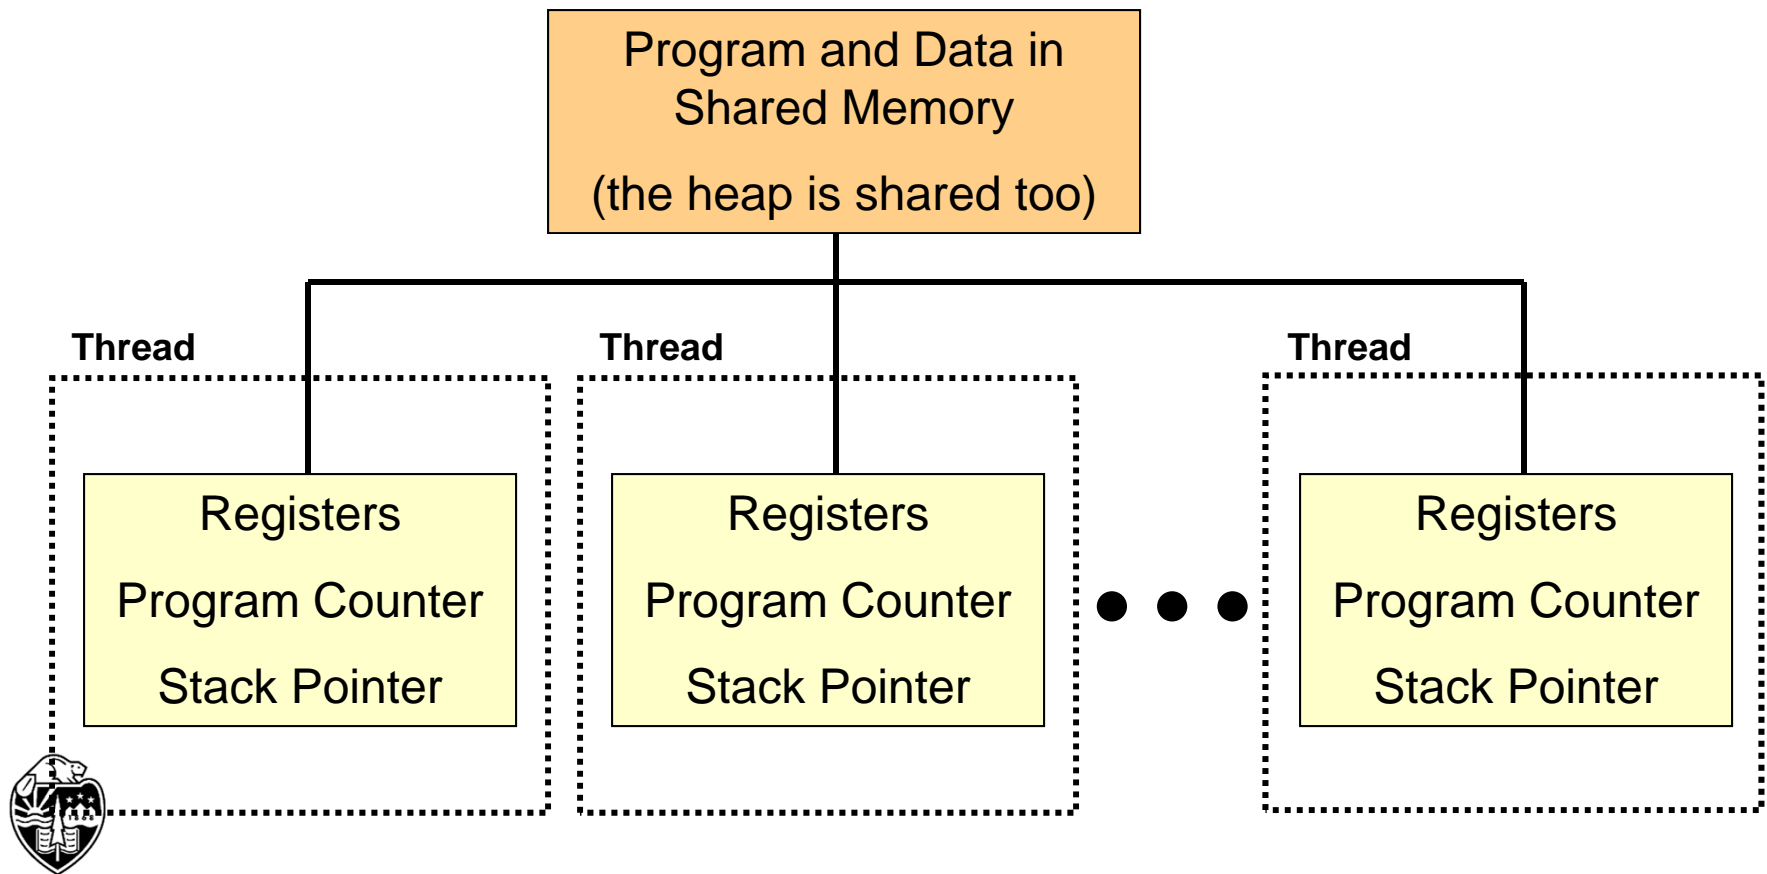 Program and Data in
Shared Memory
(the heap is shared too)
Thread
Thread
Thread
Registers
Program Counter
Stack Pointer
Registers
Program Counter
Stack Pointer
Registers
Program Counter
Stack Pointer
1868